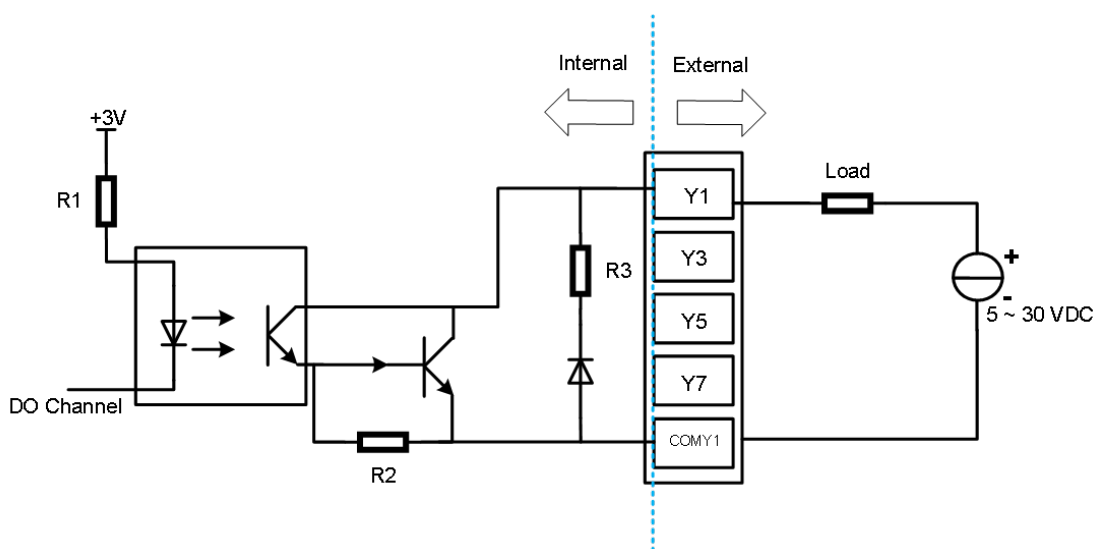 Internal
External
+3V
R1
Y1
Load
Y3
R3
+
-
Y5
5 ~ 30 VDC
Y7
DO Channel
COMY1
R2